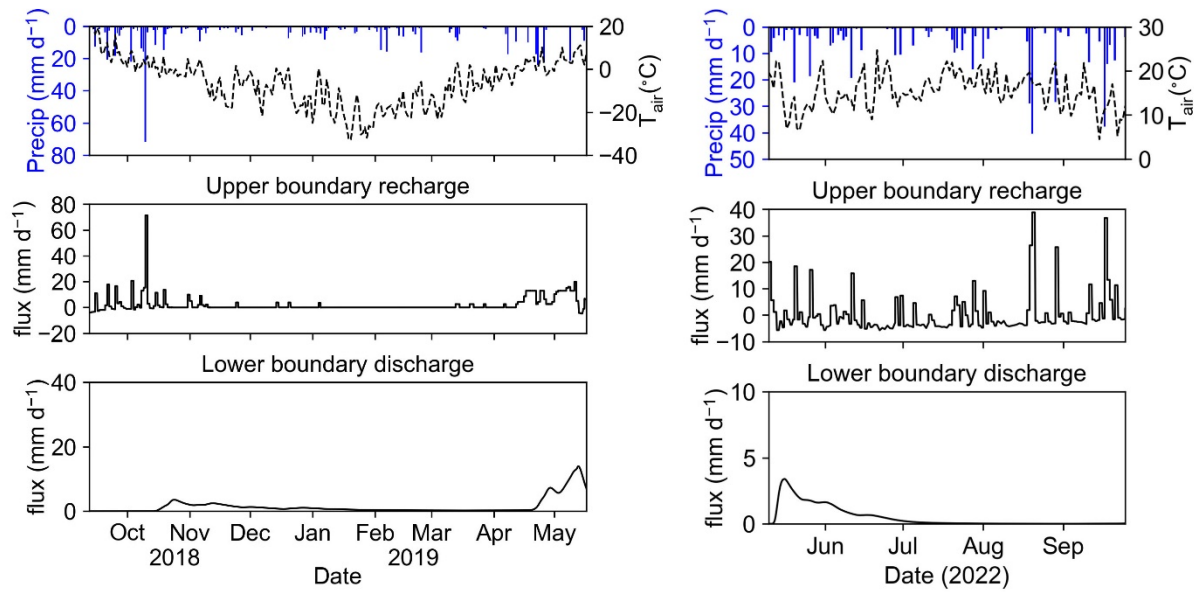 Precip (mm d⁻¹)
0
20
40
60
80
20
0
−20
−40
T_air (°C)
Upper boundary recharge
flux (mm d⁻¹)
80
60
40
20
0
−20
Lower boundary discharge
flux (mm d⁻¹)
40
20
0
Oct Nov Dec Jan Feb Mar Apr May
2018 2019
Date
Precip (mm d⁻¹)
0
10
20
30
40
50
30
20
10
0
T_air (°C)
Upper boundary recharge
flux (mm d⁻¹)
40
30
20
10
0
−10
Lower boundary discharge
flux (mm d⁻¹)
10
5
0
Jun Jul Aug Sep
Date (2022)